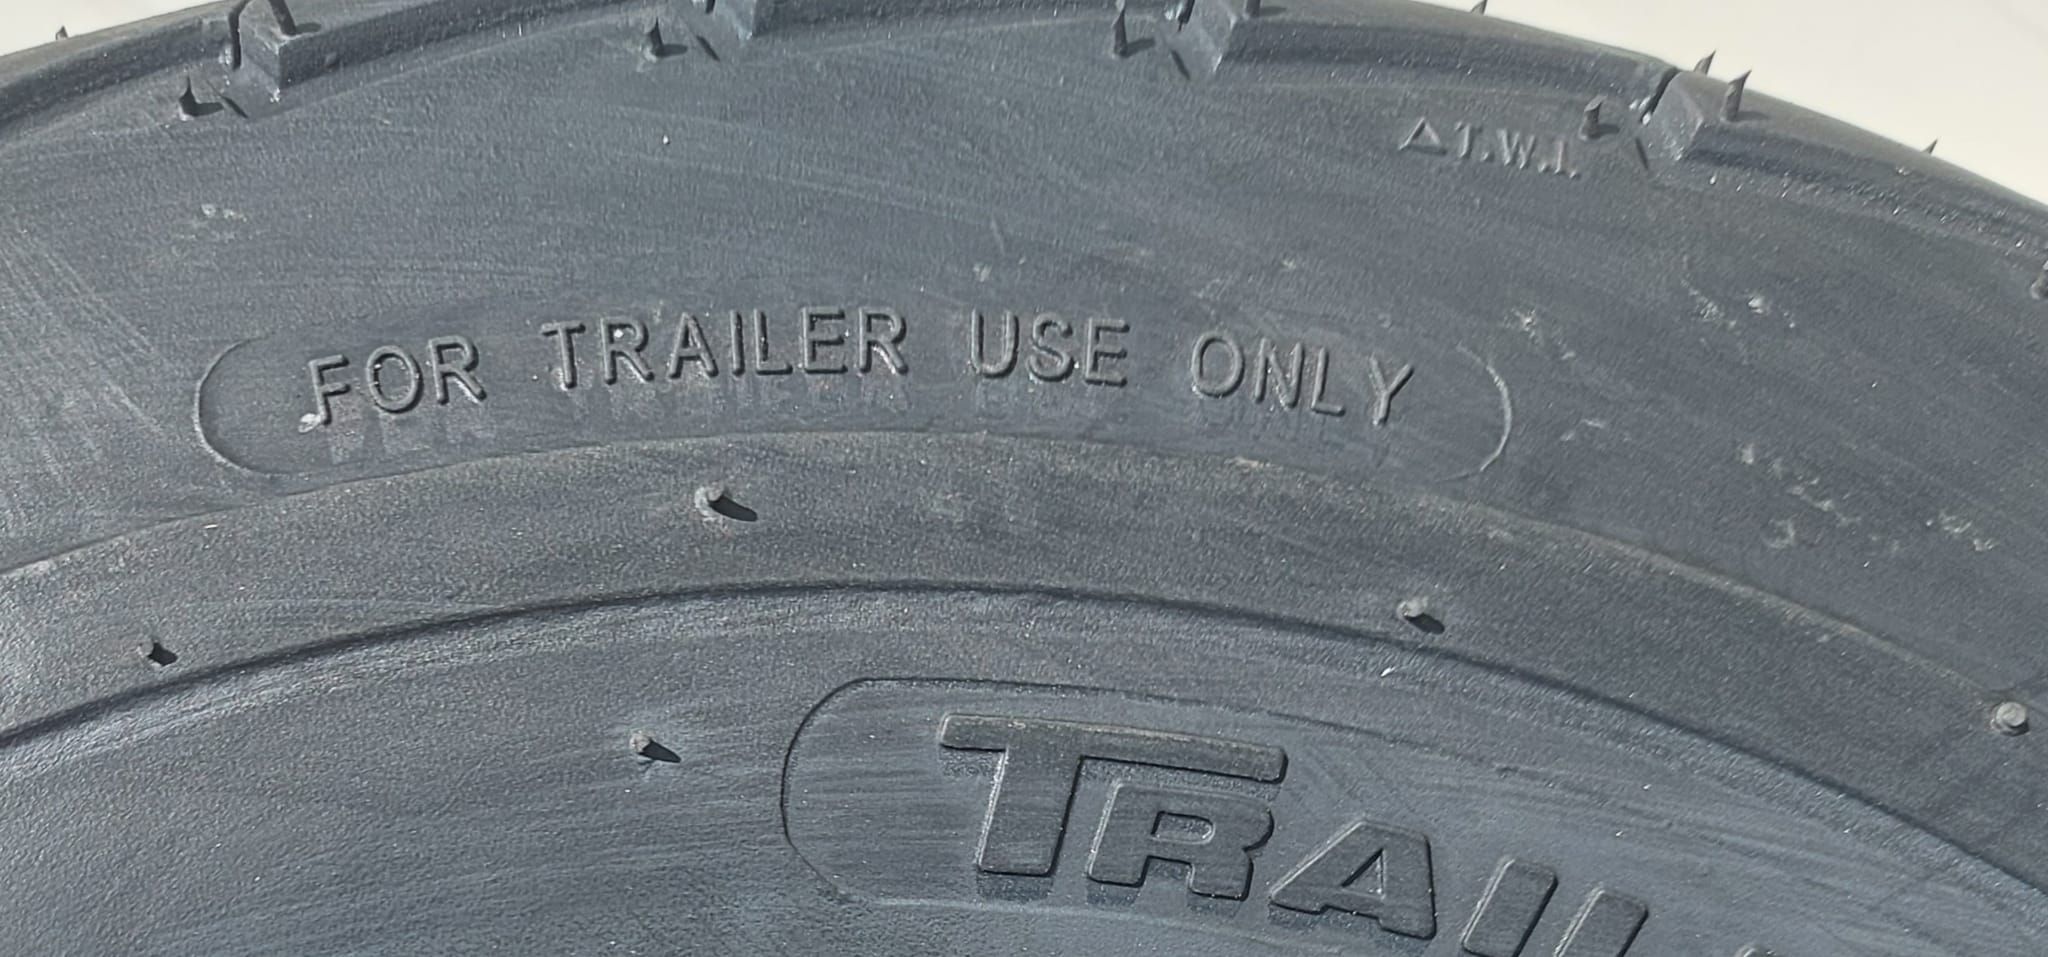 △T.W.I.
FOR TRAILER USE ONLY
TRAIL